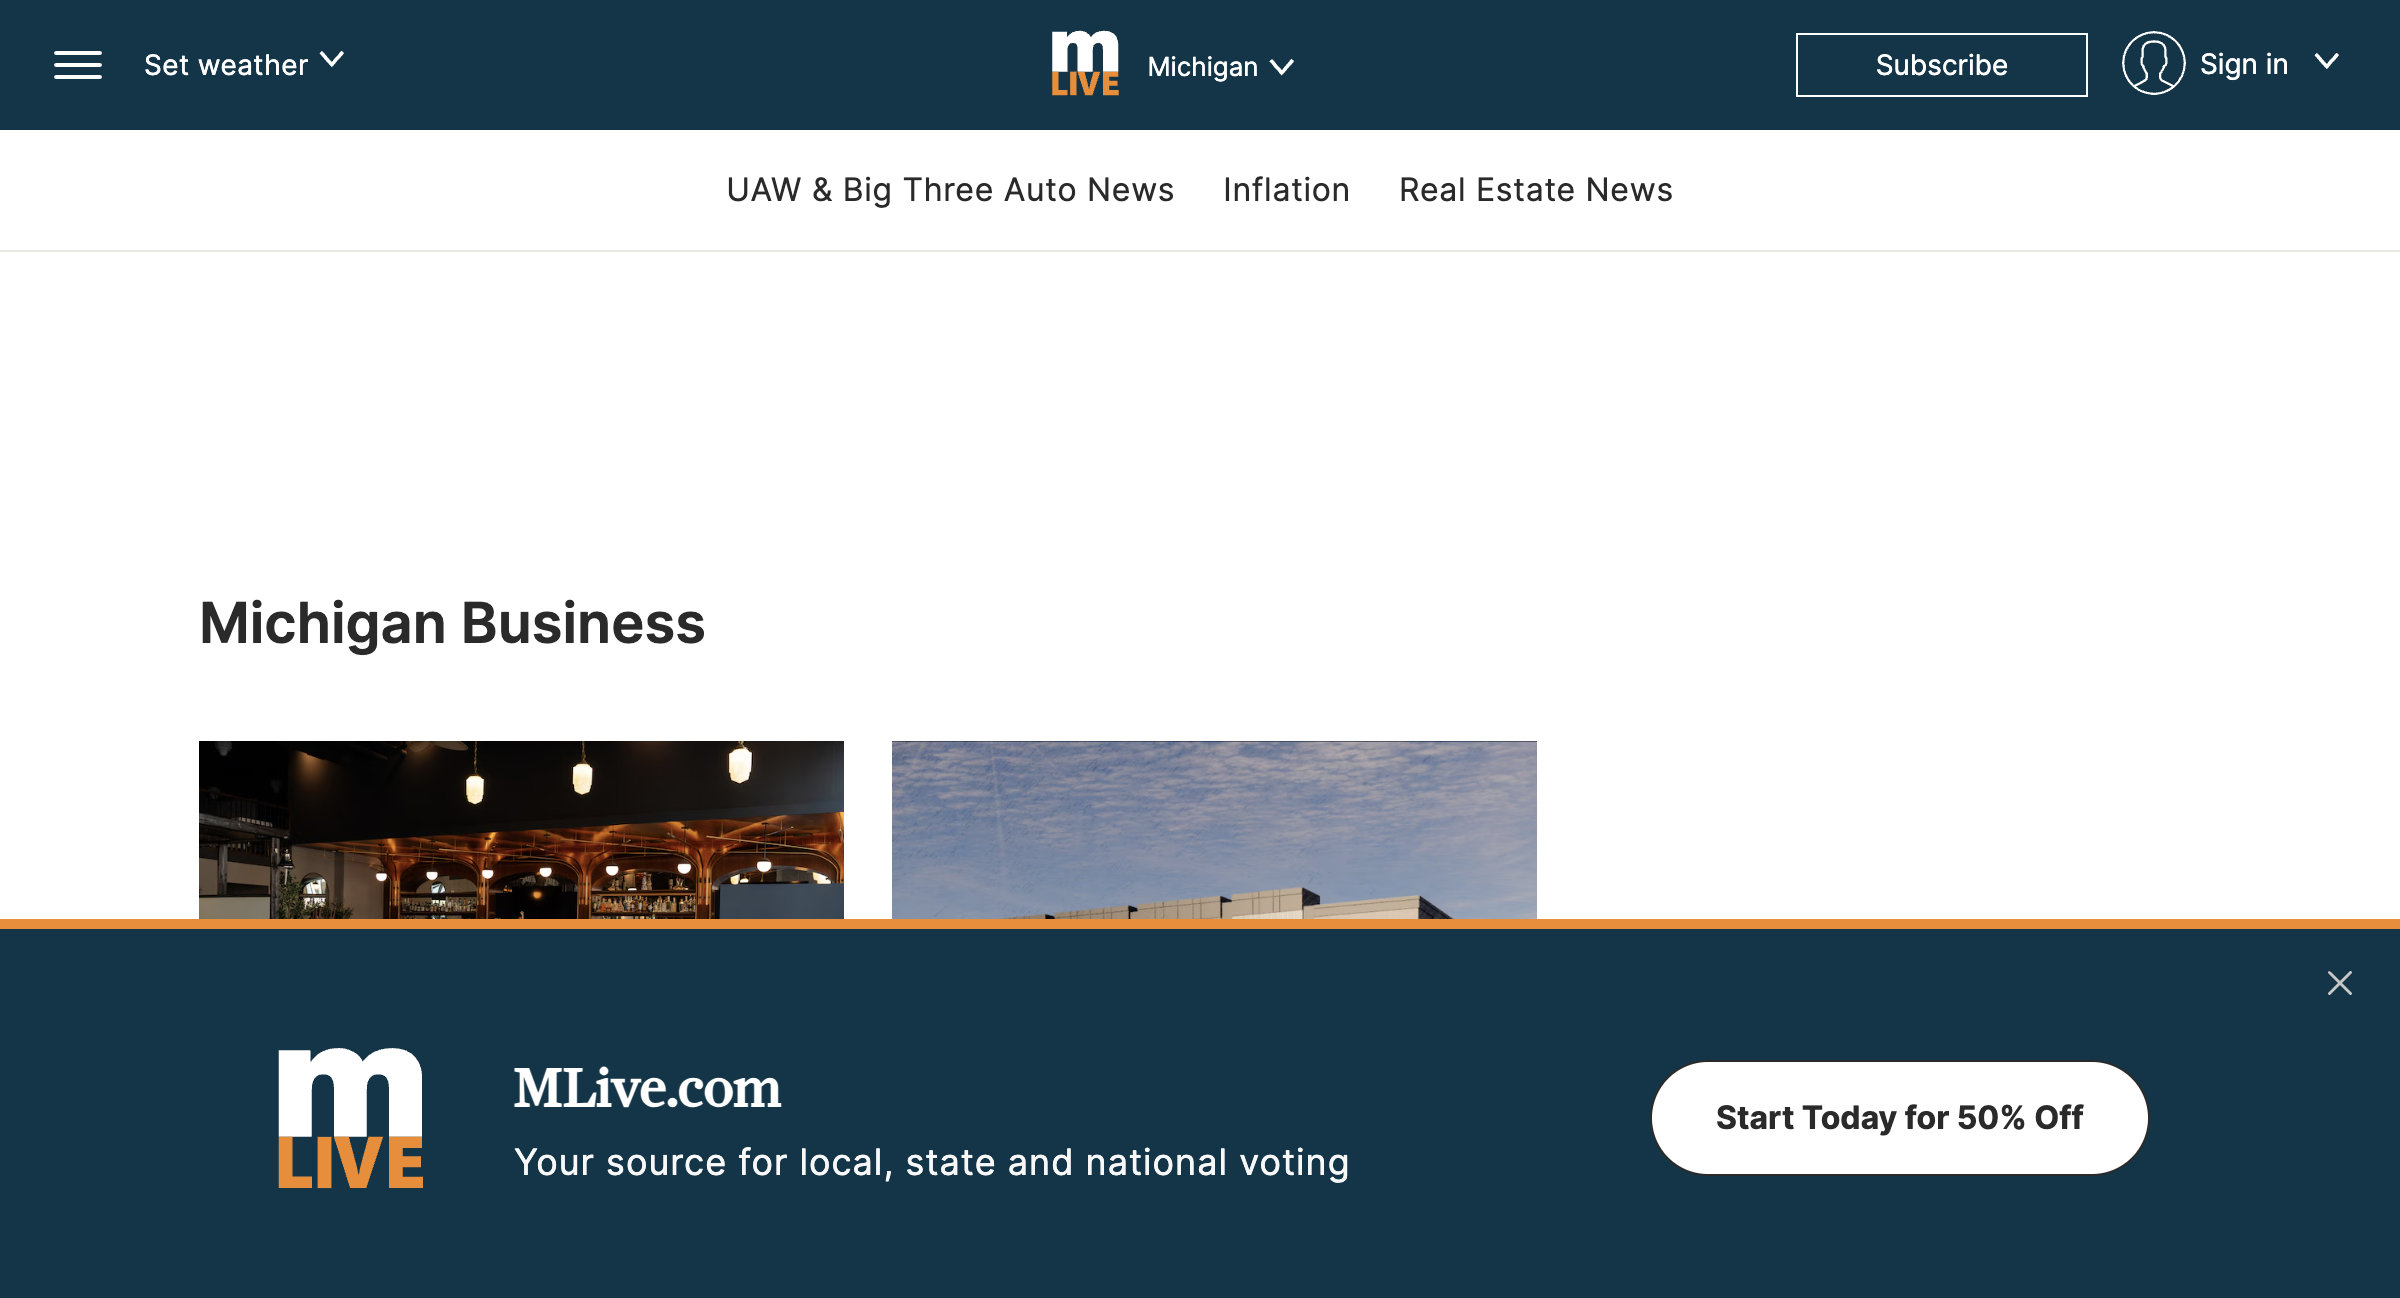 Set weather
m
LIVE
Michigan
Subscribe
Sign in
UAW & Big Three Auto News
Inflation
Real Estate News
Michigan Business
m
LIVE
MLive.com
Your source for local, state and national voting
Start Today for 50% Off